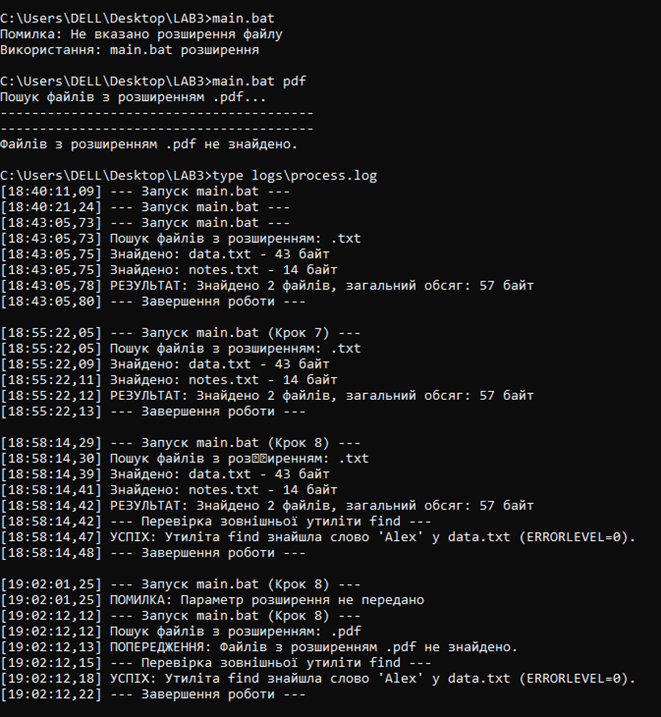 C:\Users\DELL\Desktop\LAB3>main.bat
Помилка: Не вказано розширення файлу
Використання: main.bat розширення
C:\Users\DELL\Desktop\LAB3>main.bat pdf
Пошук файлів з розширенням .pdf...
----------------------------------------
----------------------------------------
Файлів з розширенням .pdf не знайдено.
C:\Users\DELL\Desktop\LAB3>type logs\process.log
[18:40:11,09] --- Запуск main.bat ---
[18:40:21,24] --- Запуск main.bat ---
[18:43:05,73] --- Запуск main.bat ---
[18:43:05,73] Пошук файлів з розширенням: .txt
[18:43:05,75] Знайдено: data.txt - 43 байт
[18:43:05,75] Знайдено: notes.txt - 14 байт
[18:43:05,78] РЕЗУЛЬТАТ: Знайдено 2 файлів, загальний обсяг: 57 байт
[18:43:05,80] --- Завершення роботи ---
[18:55:22,05] --- Запуск main.bat (Крок 7) ---
[18:55:22,05] Пошук файлів з розширенням: .txt
[18:55:22,09] Знайдено: data.txt - 43 байт
[18:55:22,11] Знайдено: notes.txt - 14 байт
[18:55:22,12] РЕЗУЛЬТАТ: Знайдено 2 файлів, загальний обсяг: 57 байт
[18:55:22,13] --- Завершення роботи ---
[18:58:14,29] --- Запуск main.bat (Крок 8) ---
[18:58:14,30] Пошук файлів з роз��иренням: .txt
[18:58:14,39] Знайдено: data.txt - 43 байт
[18:58:14,41] Знайдено: notes.txt - 14 байт
[18:58:14,42] РЕЗУЛЬТАТ: Знайдено 2 файлів, загальний обсяг: 57 байт
[18:58:14,42] --- Перевірка зовнішньої утиліти find ---
[18:58:14,47] УСПІХ: Утиліта find знайшла слово 'Alex' у data.txt (ERRORLEVEL=0).
[18:58:14,48] --- Завершення роботи ---
[19:02:01,25] --- Запуск main.bat (Крок 8) ---
[19:02:01,25] ПОМИЛКА: Параметр розширення не передано
[19:02:12,12] --- Запуск main.bat (Крок 8) ---
[19:02:12,12] Пошук файлів з розширенням: .pdf
[19:02:12,13] ПОПЕРЕДЖЕННЯ: Файлів з розширенням .pdf не знайдено.
[19:02:12,15] --- Перевірка зовнішньої утиліти find ---
[19:02:12,18] УСПІХ: Утиліта find знайшла слово 'Alex' у data.txt (ERRORLEVEL=0).
[19:02:12,22] --- Завершення роботи ---